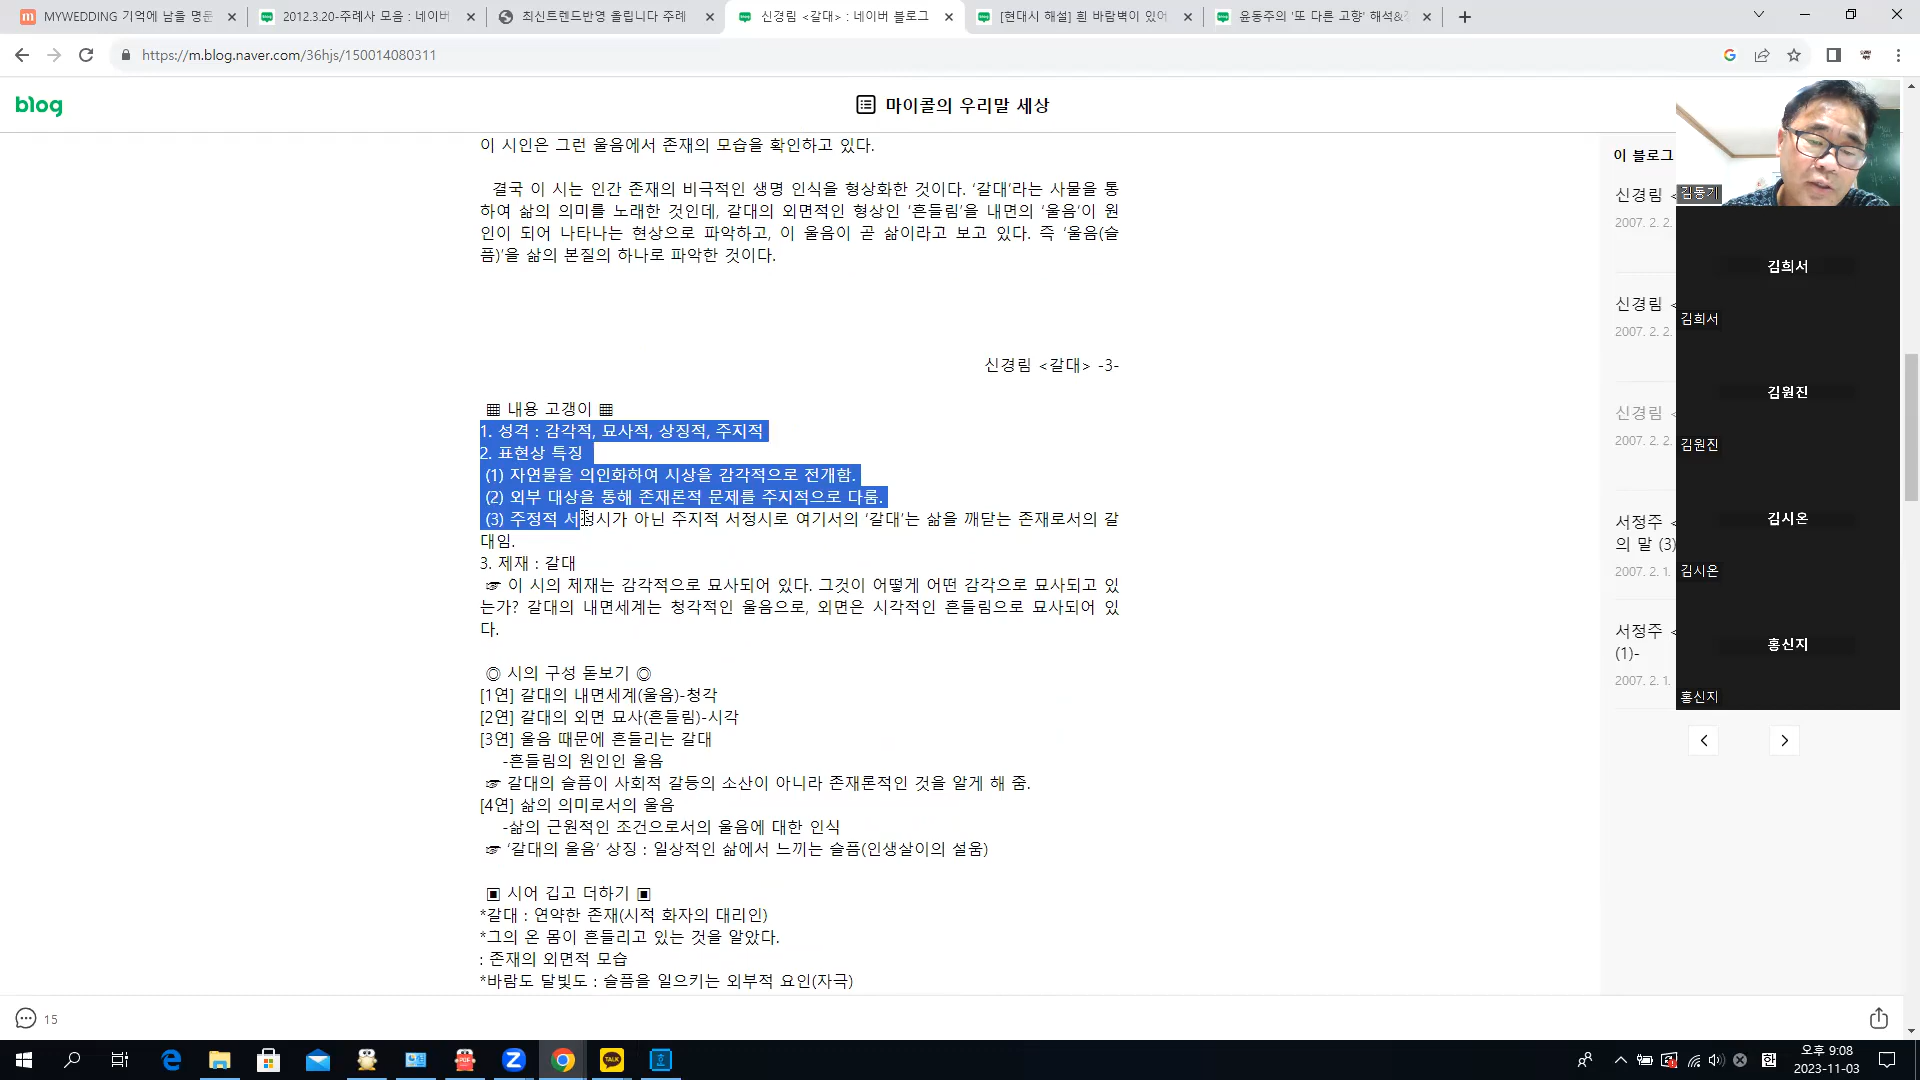 MYWEDDING 기억에 남을 명문
2012.3.20-주례사 모음 : 네이버
최신트렌드반영 올립니다 주례
신경림 <갈대> : 네이버 블로그
[현대시 해설] 흰 바람벽이 있어
윤동주의 '또 다른 고향' 해석&
https://m.blog.naver.com/36hjs/150014080311
blog
마이콜의 우리말 세상
이 시인은 그런 울음에서 존재의 모습을 확인하고 있다.
결국 이 시는 인간 존재의 비극적인 생명 인식을 형상화한 것이다. ‘갈대’라는 사물을 통
하여 삶의 의미를 노래한 것인데, 갈대의 외면적인 형상인 ‘흔들림’을 내면의 ‘울음’이 원
인이 되어 나타나는 현상으로 파악하고, 이 울음이 곧 삶이라고 보고 있다. 즉 ‘울음(슬
픔)’을 삶의 본질의 하나로 파악한 것이다.
신경림 <갈대> -3-
▦ 내용 고갱이 ▦
1. 성격 : 감각적, 묘사적, 상징적, 주지적
2. 표현상 특징
(1) 자연물을 의인화하여 시상을 감각적으로 전개함.
(2) 외부 대상을 통해 존재론적 문제를 주지적으로 다룸.
(3) 주정적 서정시가 아닌 주지적 서정시로 여기서의 ‘갈대’는 삶을 깨닫는 존재로서의 갈
대임.
3. 제재 : 갈대
☞ 이 시의 제재는 감각적으로 묘사되어 있다. 그것이 어떻게 어떤 감각으로 묘사되고 있
는가? 갈대의 내면세계는 청각적인 울음으로, 외면은 시각적인 흔들림으로 묘사되어 있
다.
◎ 시의 구성 돋보기 ◎
[1연] 갈대의 내면세계(울음)-청각
[2연] 갈대의 외면 묘사(흔들림)-시각
[3연] 울음 때문에 흔들리는 갈대
-흔들림의 원인인 울음
☞ 갈대의 슬픔이 사회적 갈등의 소산이 아니라 존재론적인 것을 알게 해 줌.
[4연] 삶의 의미로서의 울음
-삶의 근원적인 조건으로서의 울음에 대한 인식
☞ ‘갈대의 울음’ 상징 : 일상적인 삶에서 느끼는 슬픔(인생살이의 설움)
▣ 시어 깁고 더하기 ▣
*갈대 : 연약한 존재(시적 화자의 대리인)
*그의 온 몸이 흔들리고 있는 것을 알았다.
: 존재의 외면적 모습
*바람도 달빛도 : 슬픔을 일으키는 외부적 요인(자극)
이 블로그
신경림 <
2007. 2. 2.
신경림 <
2007. 2. 2.
신경림 <
2007. 2. 2.
서정주 <
의 말 (3)
2007. 2. 1.
서정주 <
(1)-
2007. 2. 1.
김동기
김희서
김희서
김원진
김원진
김시온
김시온
홍신지
홍신지
15
TALK
한
오후 9:08
2023-11-03